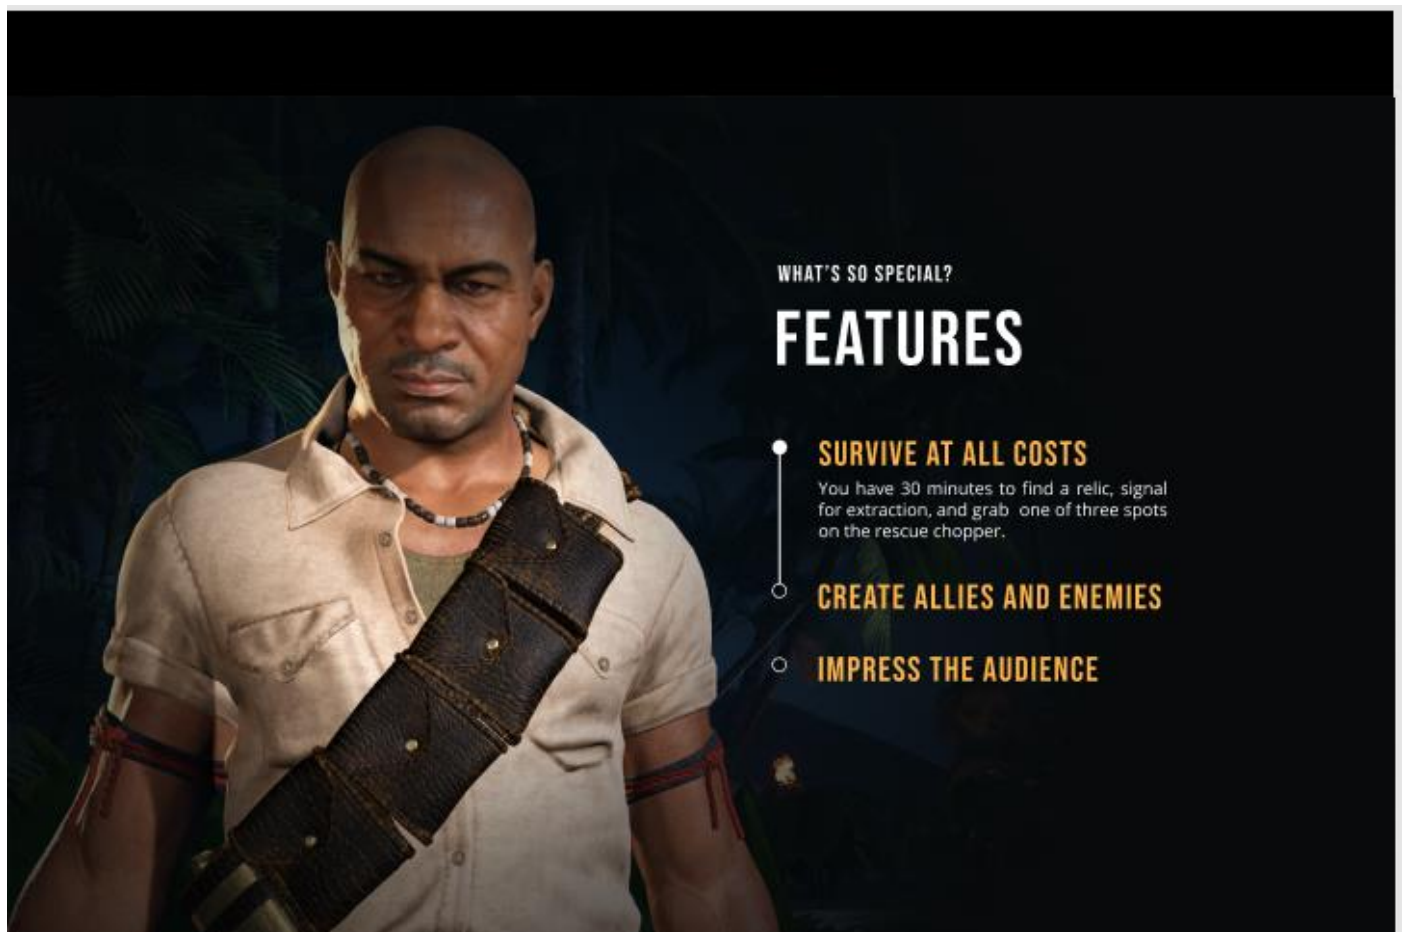 WHAT'S SO SPECIAL?
FEATURES
SURVIVE AT ALL COSTS
You have 30 minutes to find a relic, signal
for extraction, and grab one of three spots
on the rescue chopper.
CREATE ALLIES AND ENEMIES
IMPRESS THE AUDIENCE